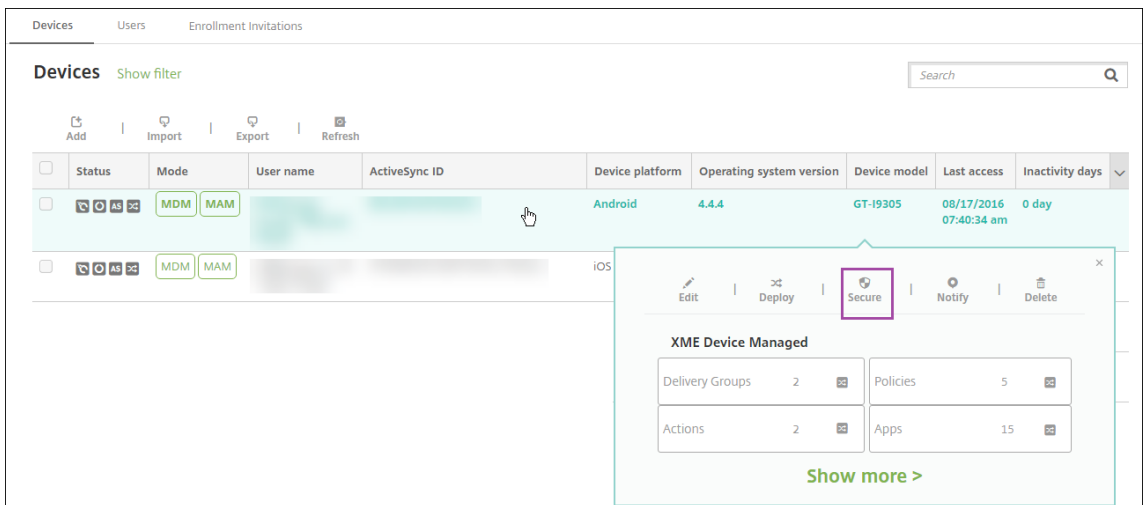 Devices Users Enrollment Invitations
Devices Show filter
Search
Add | Import | Export | Refresh
Status Mode User name ActiveSync ID Device platform Operating system version Device model Last access Inactivity days
AS MDM MAM Android 4.4.4 GT-I9305 08/17/2016 0 day
07:40:34 am
AS MDM MAM iOS
×
Edit | Deploy | Secure | Notify | Delete
XME Device Managed
Delivery Groups 2 Policies 5
Actions 2 Apps 15
Show more >